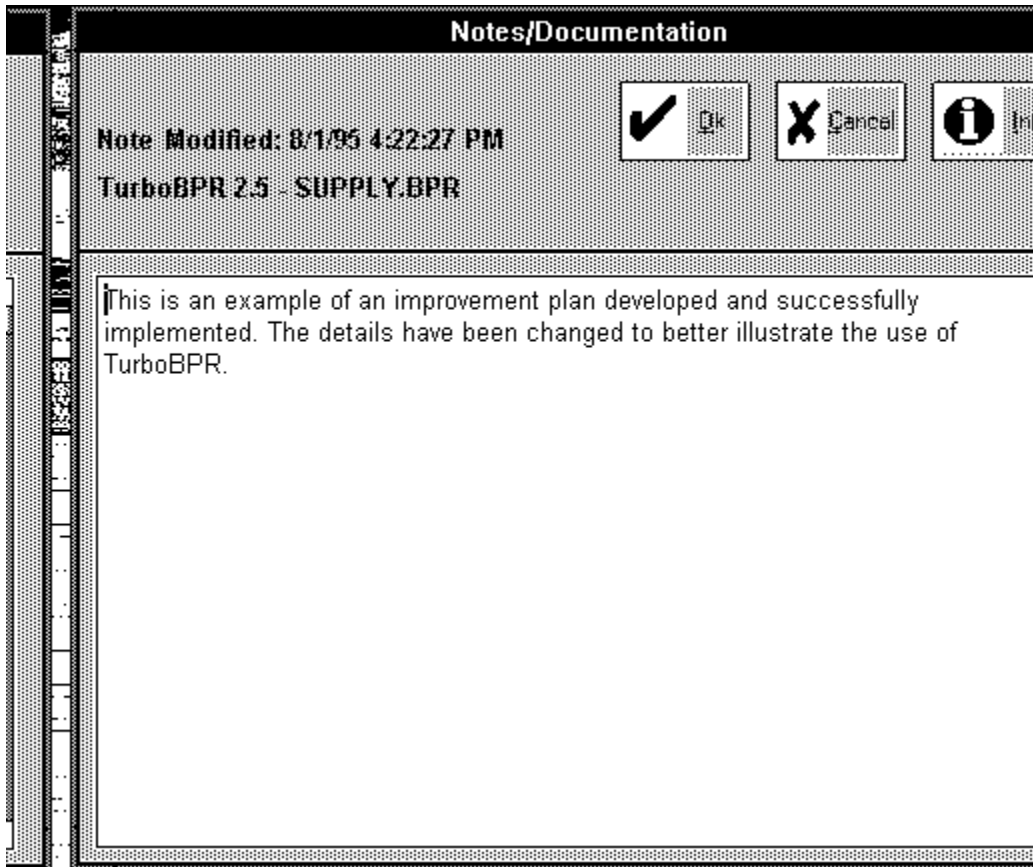 Notes/Documentation
Ok
Cancel
Note Modified: 8/1/95 4:22:27 PM
TurboBPR 2.5 - SUPPLY.BPR
This is an example of an improvement plan developed and successfully
implemented. The details have been changed to better illustrate the use of
TurboBPR.